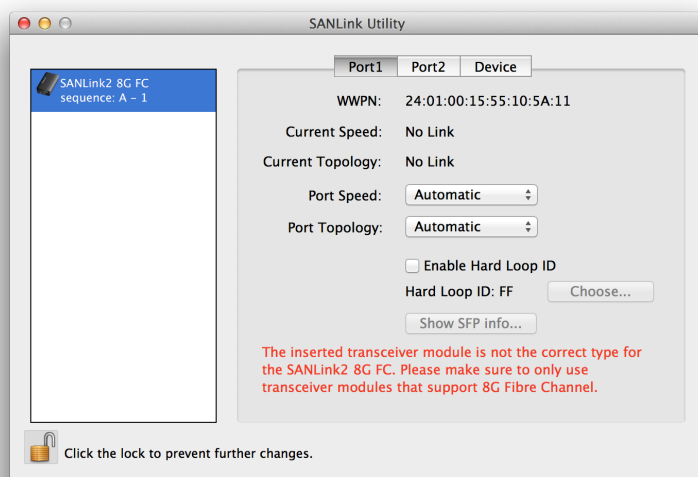 SANLink Utility
SANLink2 8G FC
sequence: A – 1
Port1 Port2 Device
WWPN: 24:01:00:15:55:10:5A:11
Current Speed: No Link
Current Topology: No Link
Port Speed: Automatic
Port Topology: Automatic
Enable Hard Loop ID
Hard Loop ID: FF Choose...
Show SFP info...
The inserted transceiver module is not the correct type for
the SANLink2 8G FC. Please make sure to only use
transceiver modules that support 8G Fibre Channel.
Click the lock to prevent further changes.